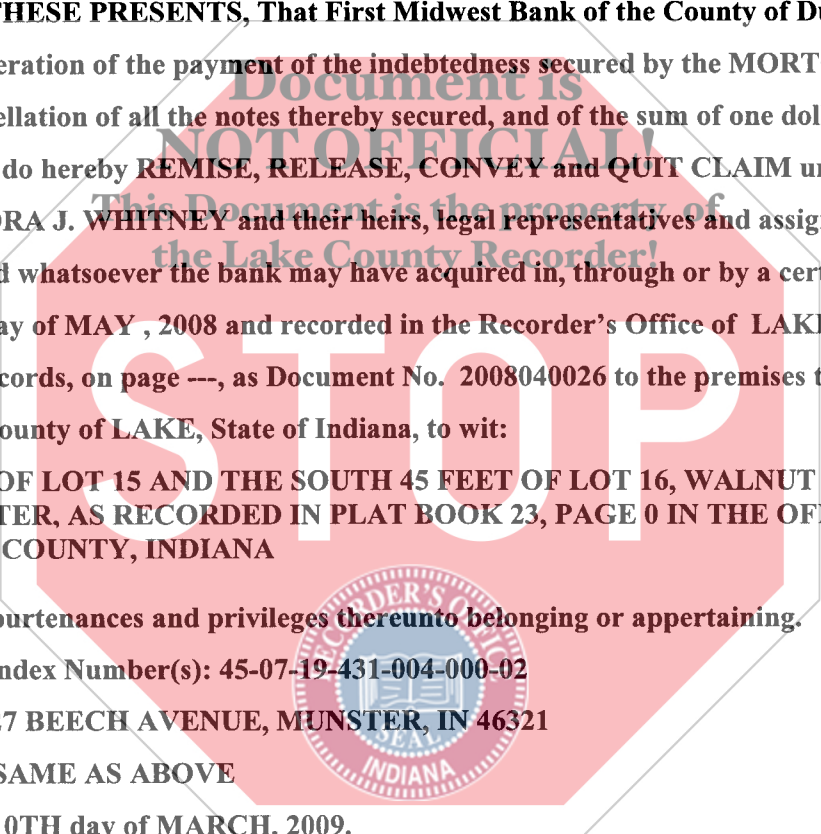 THESE PRESENTS, That First Midwest Bank of the County of Du
eration of the payment of the indebtedness secured by the MORT
Document is
ellation of all the notes thereby secured, and of the sum of one dol
NOT OFFICIAL!
do hereby REMISE, RELEASE, CONVEY and QUIT CLAIM un
This Document is the property of
ORA J. WHITNEY and their heirs, legal representatives and assig
the Lake County Recorder!
d whatsoever the bank may have acquired in, through or by a cert
ay of MAY , 2008 and recorded in the Recorder's Office of LAKE
STOP
cords, on page ---, as Document No. 2008040026 to the premises t
ounty of LAKE, State of Indiana, to wit:
OF LOT 15 AND THE SOUTH 45 FEET OF LOT 16, WALNUT
TER, AS RECORDED IN PLAT BOOK 23, PAGE 0 IN THE OFF
COUNTY, INDIANA
purtenances and privileges thereunto belonging or appertaining.
ndex Number(s): 45-07-19-431-004-000-02
27 BEECH AVENUE, MUNSTER, IN 46321
SAME AS ABOVE
0TH day of MARCH, 2009.
RECORDER'S OFFICE
SEAL
INDIANA